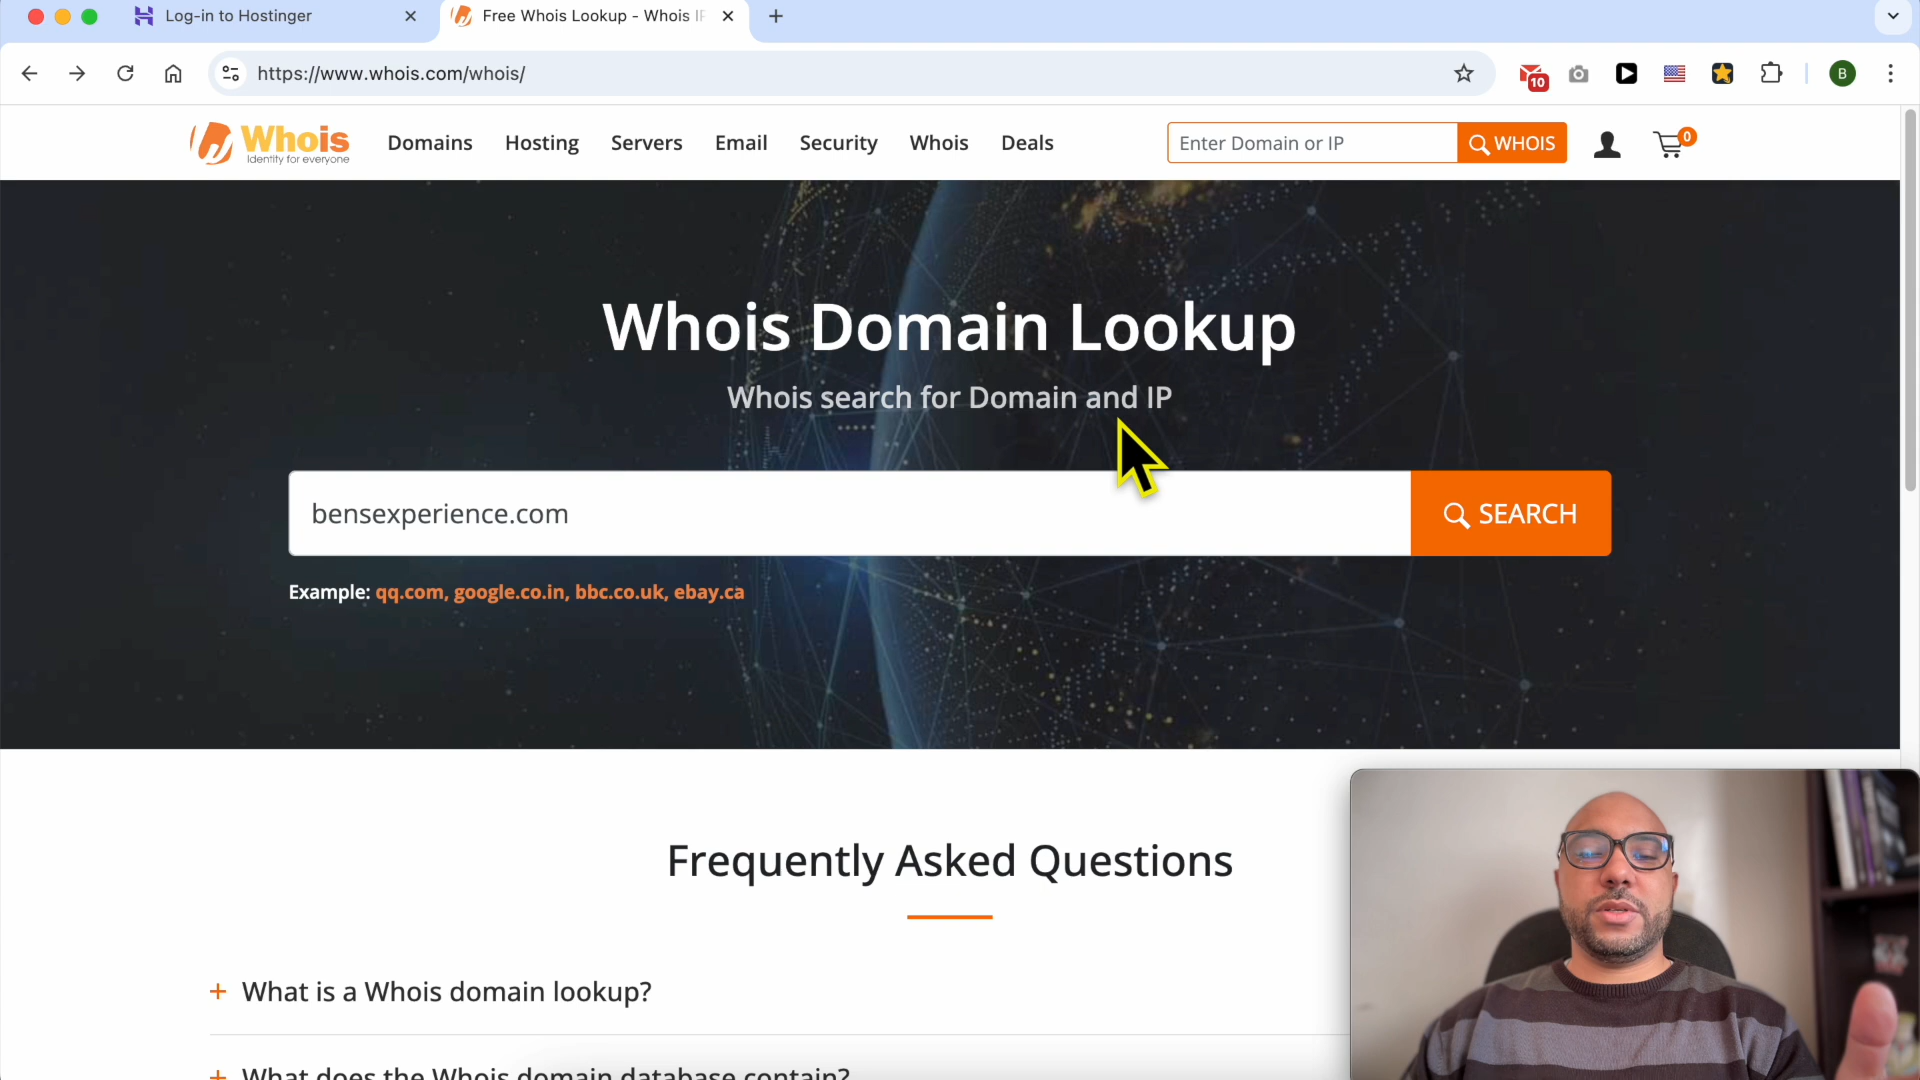 Log-in to Hostinger
Free Whois Lookup - Whois IP
https://www.whois.com/whois/
10
B
Whois
Identity for everyone
Domains Hosting Servers Email Security Whois Deals
Enter Domain or IP
WHOIS
0
Whois Domain Lookup
Whois search for Domain and IP
bensexperience.com
SEARCH
Example: qq.com, google.co.in, bbc.co.uk, ebay.ca
Frequently Asked Questions
+ What is a Whois domain lookup?
+ What does the Whois domain database contain?